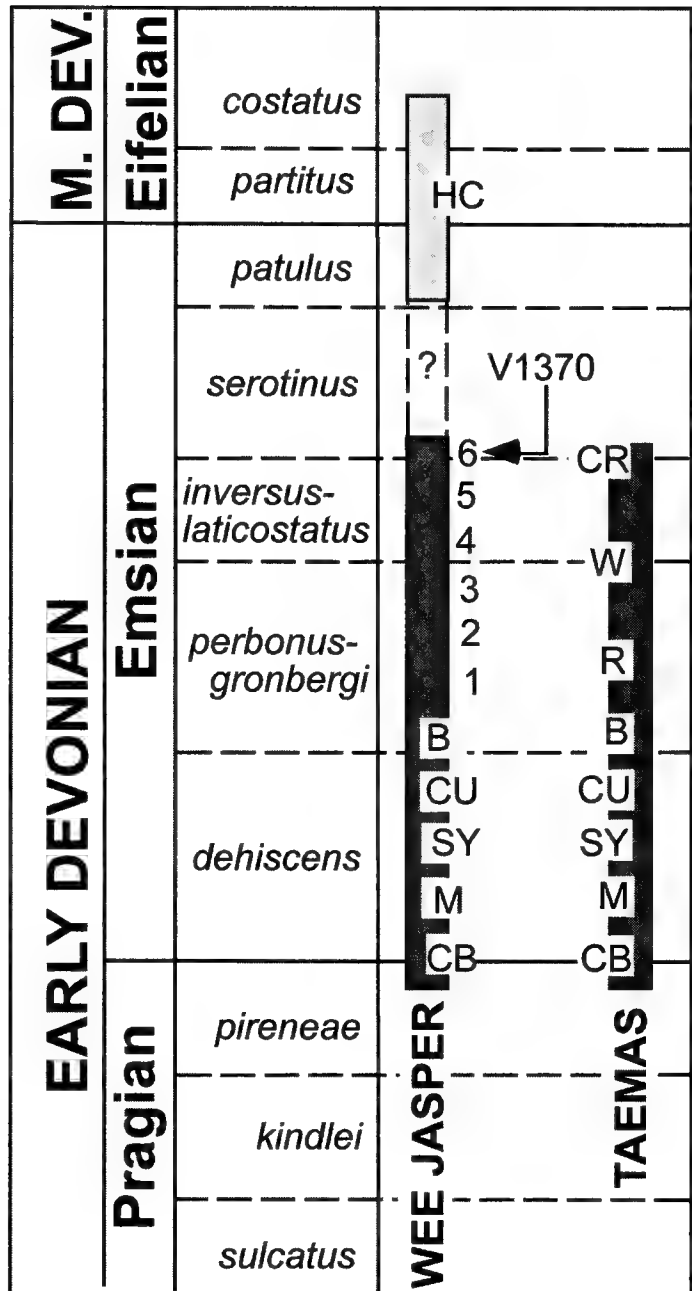 M. DEV.
EARLY DEVONIAN
Eifelian
Emsian
Pragian
costatus
partitus
patulus
serotinus
inversus-
laticostatus
perbonus-
gronbergi
dehiscens
pireneae
kindlei
sulcatus
HC
?
V1370
6
5
4
3
2
1
B
CU
SY
M
CB
WEE JASPER
CR
W
R
B
CU
SY
M
CB
TAEMAS